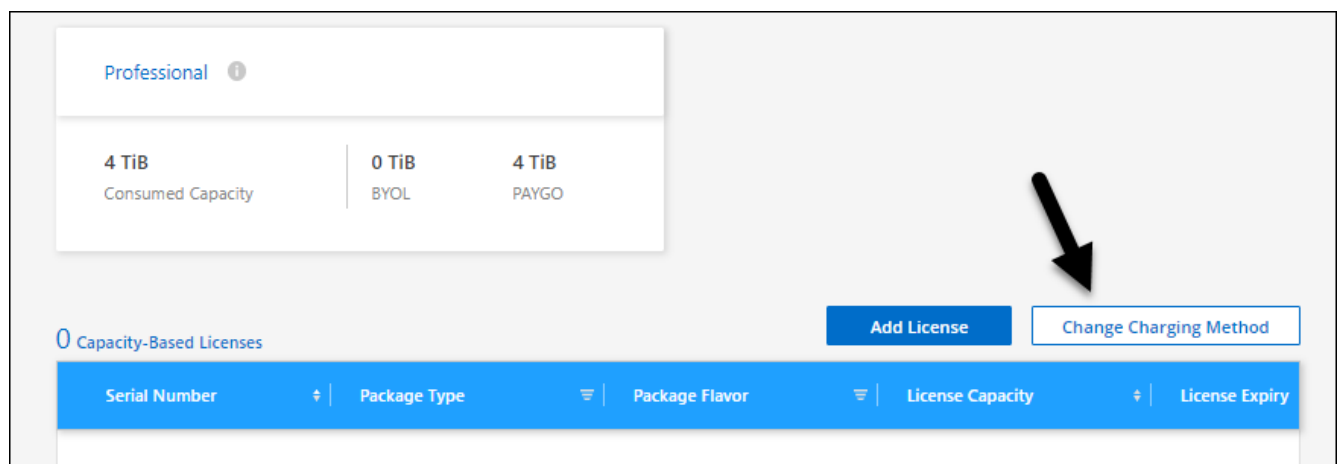 Professional
4 TiB 0 TiB 4 TiB
Consumed Capacity BYOL PAYGO
Add License Change Charging Method
0 Capacity-Based Licenses
Serial Number Package Type Package Flavor License Capacity License Expiry